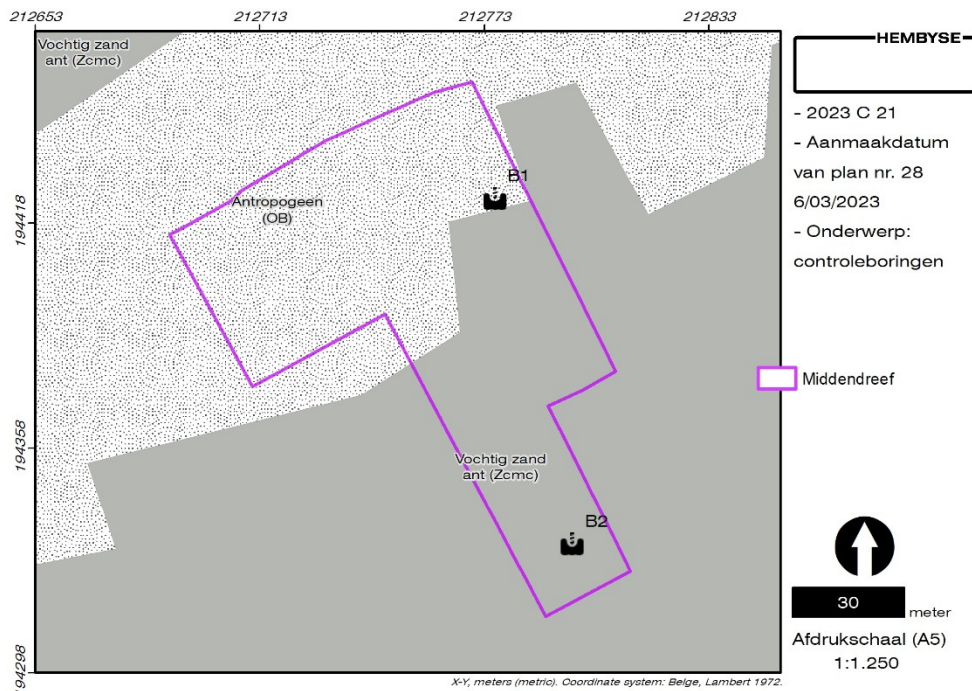 212653
212713
212773
212833
Vochtig zand
ant (Zcmc)
HEMBYSE
- 2023 C 21
- Aanmaakdatum
van plan nr. 28
6/03/2023
- Onderwerp:
controleboringen
B1
Antropogeen
(OB)
194418
Middendreef
194358
Vochtig zand
ant (Zcmc)
B2
30
meter
Afdrukschaal (A5)
1:1.250
194298
X-Y, meters (metric). Coordinate system: Belge, Lambert 1972.